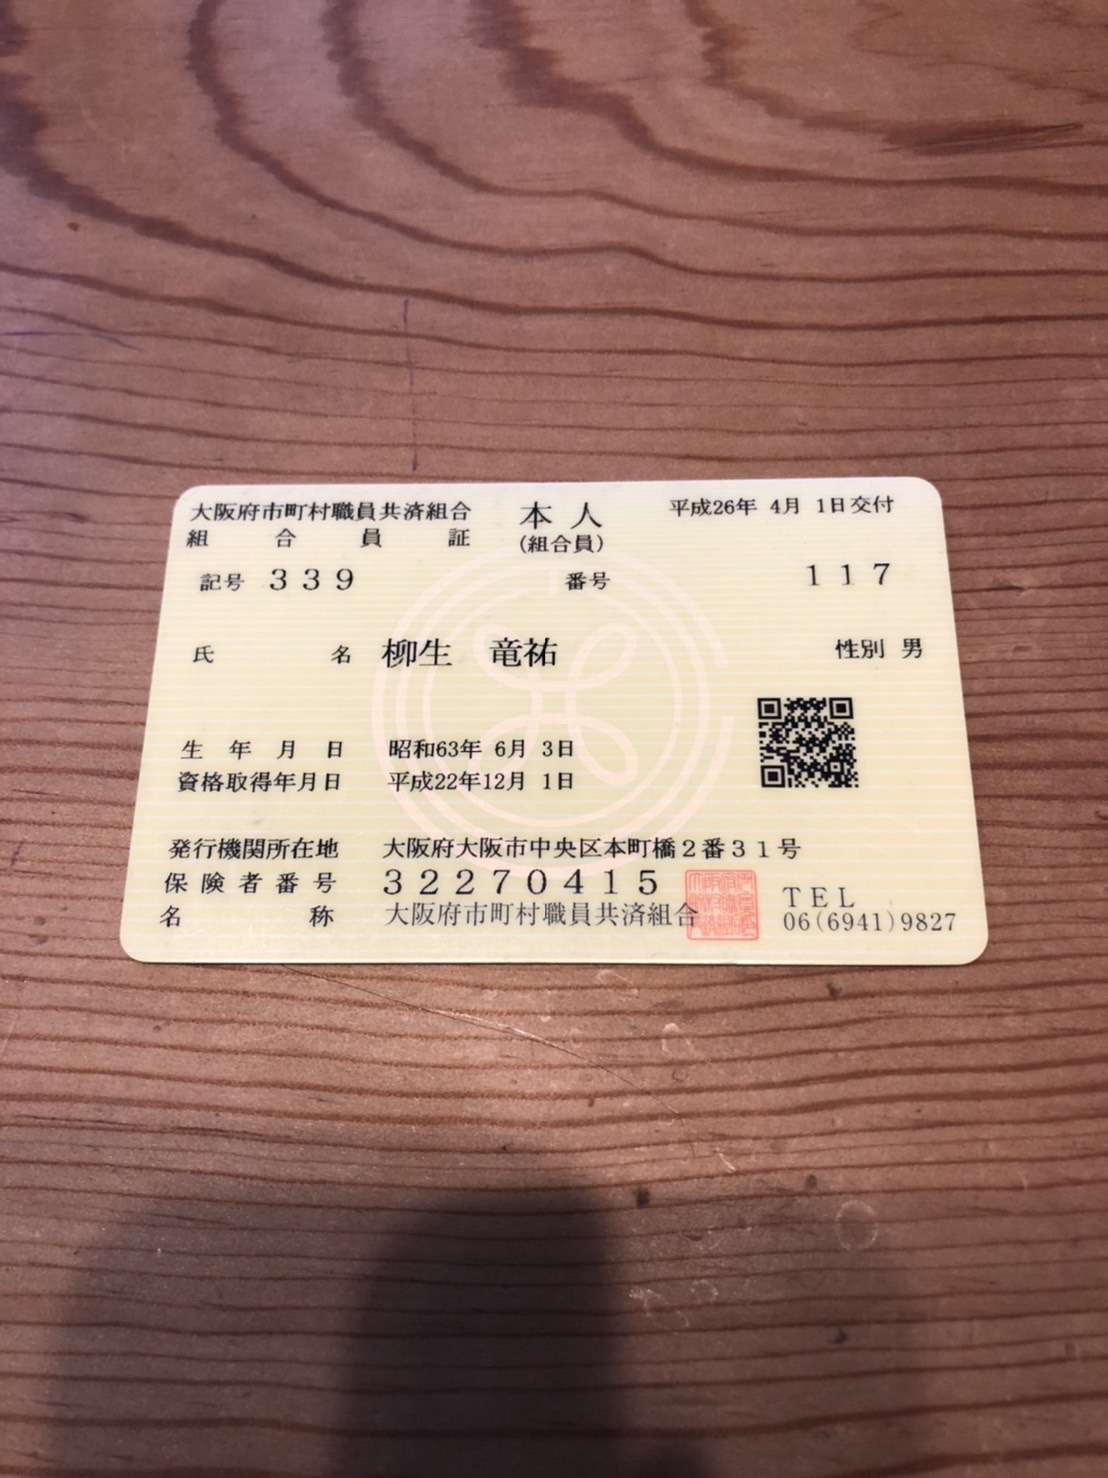 大阪府市町村職員共済組合 本人 平成26年 4月 1日交付
組合員証 (組合員)
記号 339 番号 117
氏名 柳生 竜祐 性別 男
生年月日 昭和63年 6月 3日
資格取得年月日 平成22年12月 1日
発行機関所在地 大阪府大阪市中央区本町橋2番31号
保険者番号 32270415
名称 大阪府市町村職員共済組合 TEL
06(6941)9827